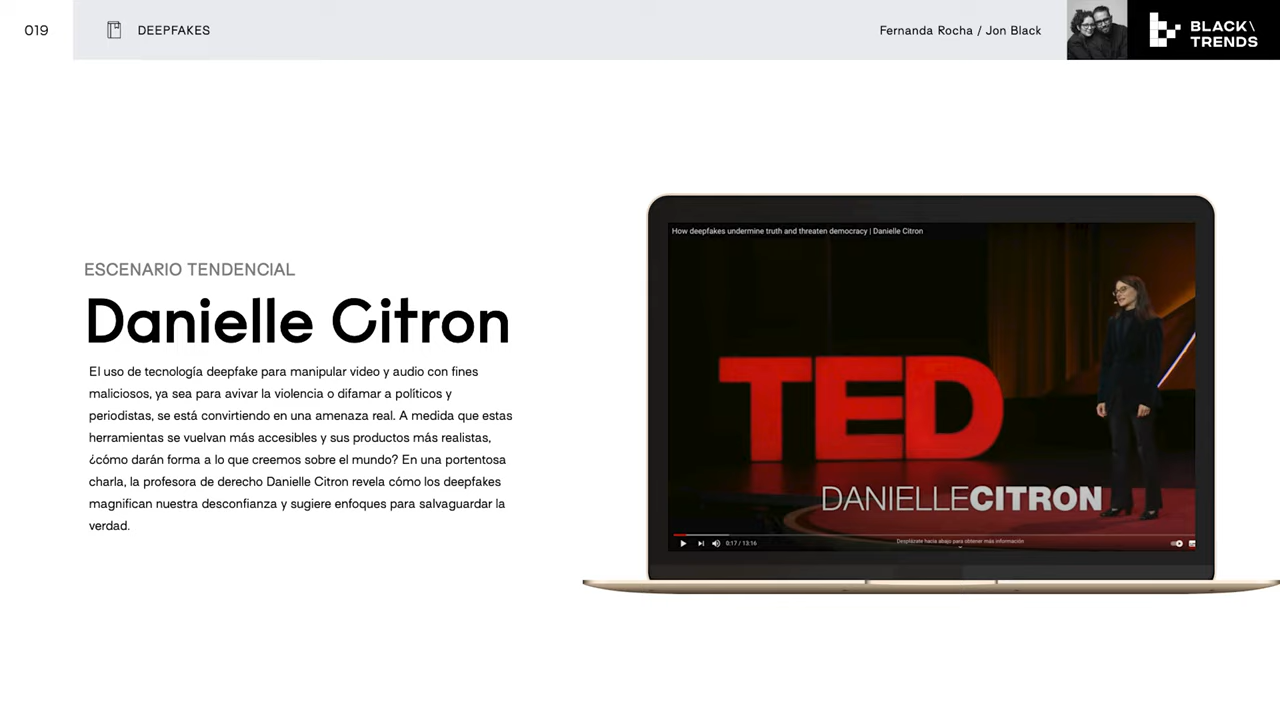 019
DEEPFAKES
Fernanda Rocha / Jon Black
BLACK\
TRENDS
ESCENARIO TENDENCIAL
Danielle Citron
El uso de tecnología deepfake para manipular video y audio con fines
maliciosos, ya sea para avivar la violencia o difamar a políticos y
periodistas, se está convirtiendo en una amenaza real. A medida que estas
herramientas se vuelvan más accesibles y sus productos más realistas,
¿cómo darán forma a lo que creemos sobre el mundo? En una portentosa
charla, la profesora de derecho Danielle Citron revela cómo los deepfakes
magnifican nuestra desconfianza y sugiere enfoques para salvaguardar la
verdad.
How deepfakes undermine truth and threaten democracy | Danielle Citron
TED
DANIELLECITRON
0:17 / 13:16
Desplázate hacia abajo para obtener más información